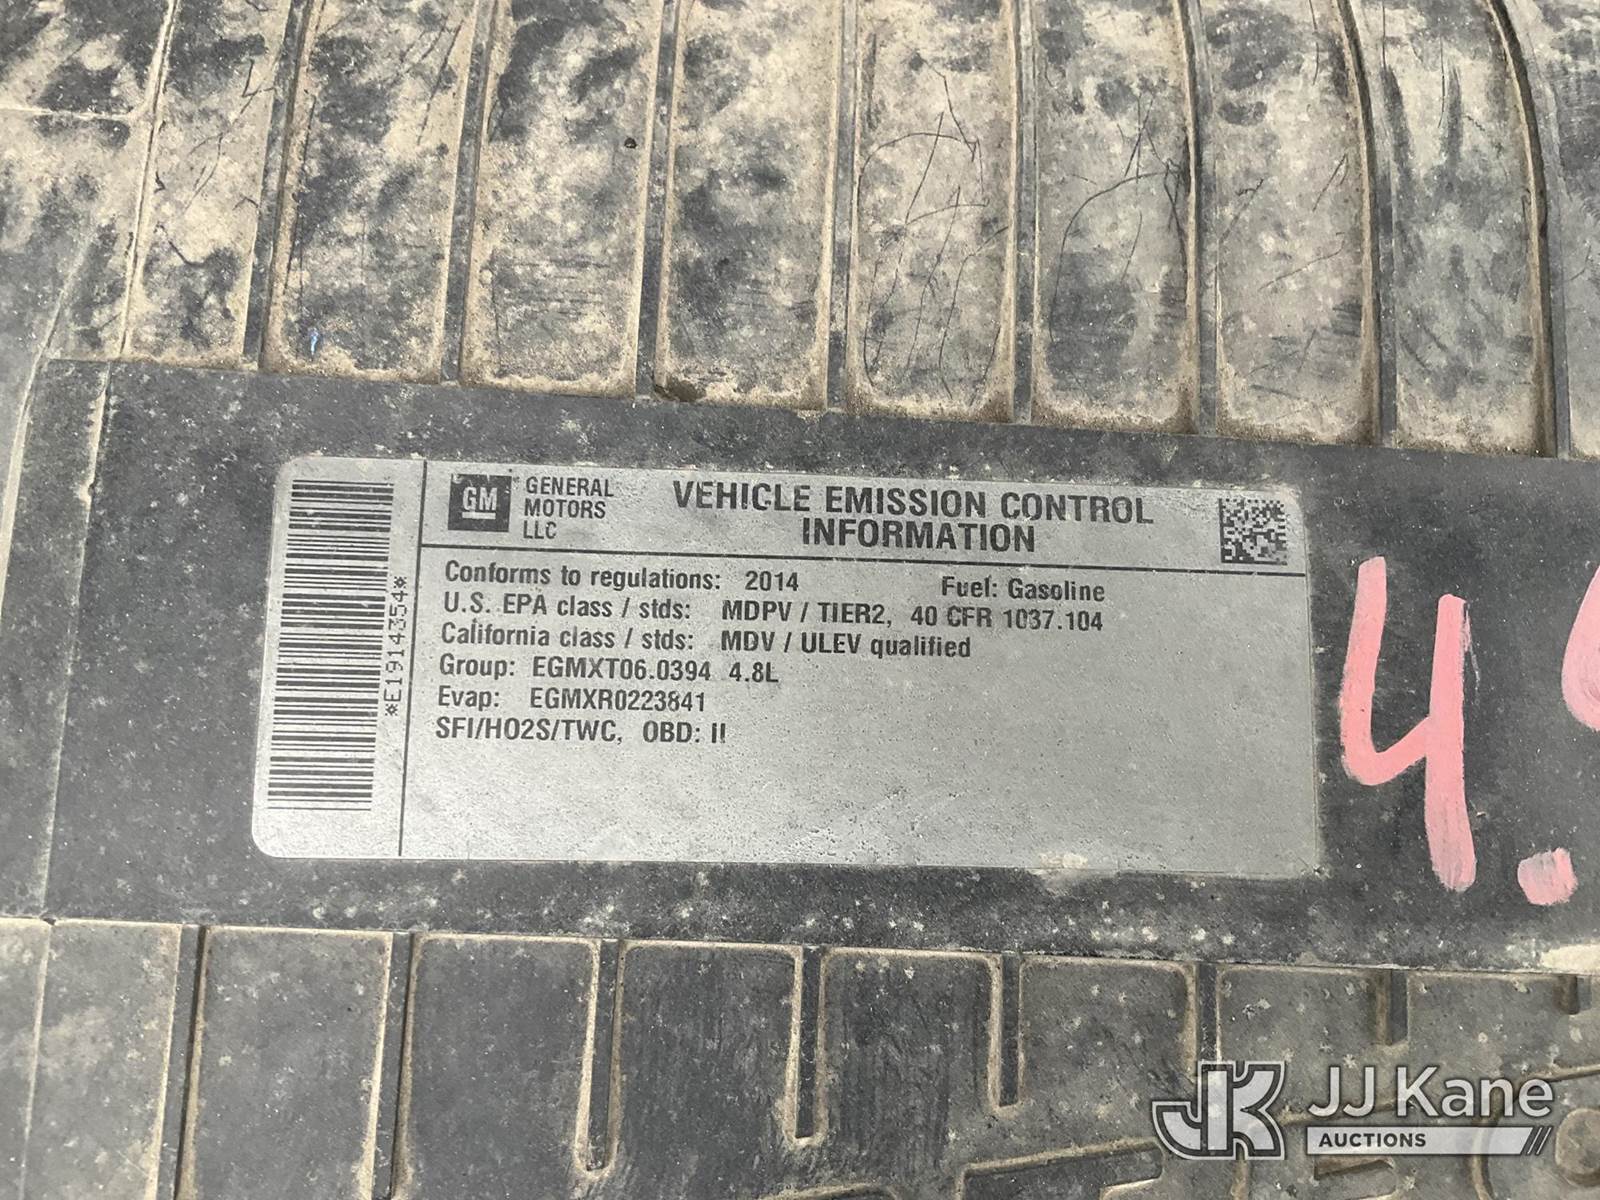 GM
GENERAL
MOTORS
LLC
VEHICLE EMISSION CONTROL
INFORMATION
Conforms to regulations: 2014 Fuel: Gasoline
U.S. EPA class / stds: MDPV / TIER2, 40 CFR 1037.104
California class / stds: MDV / ULEV qualified
Group: EGMXT06.0394 4.8L
Evap: EGMXR0223841
SFI/HO2S/TWC, OBD: II
*E1914354*
4.
JK JJ Kane
AUCTIONS